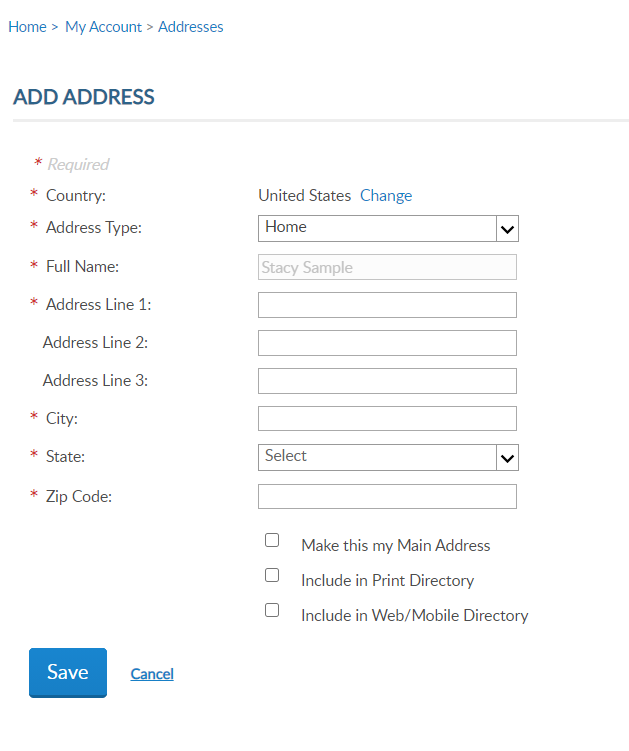 Home > My Account > Addresses
ADD ADDRESS
* Required
* Country: United States Change
* Address Type: Home
* Full Name: Stacy Sample
* Address Line 1:
Address Line 2:
Address Line 3:
* City:
* State: Select
* Zip Code:
Make this my Main Address
Include in Print Directory
Include in Web/Mobile Directory
Save Cancel